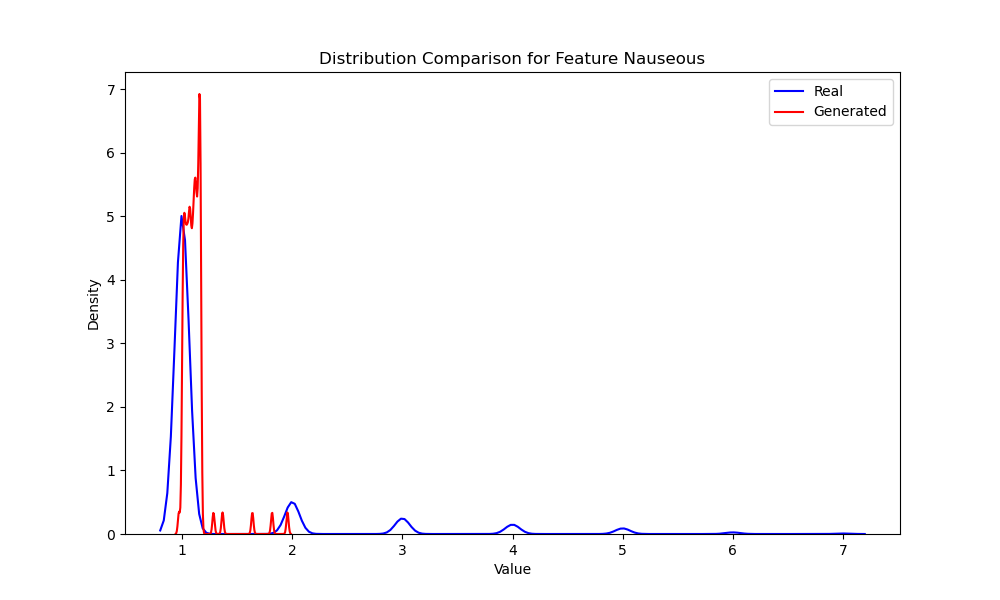 Distribution Comparison for Feature Nauseous
Real
Generated
Density
7
6
5
4
3
2
1
0
1 2 3 4 5 6 7
Value